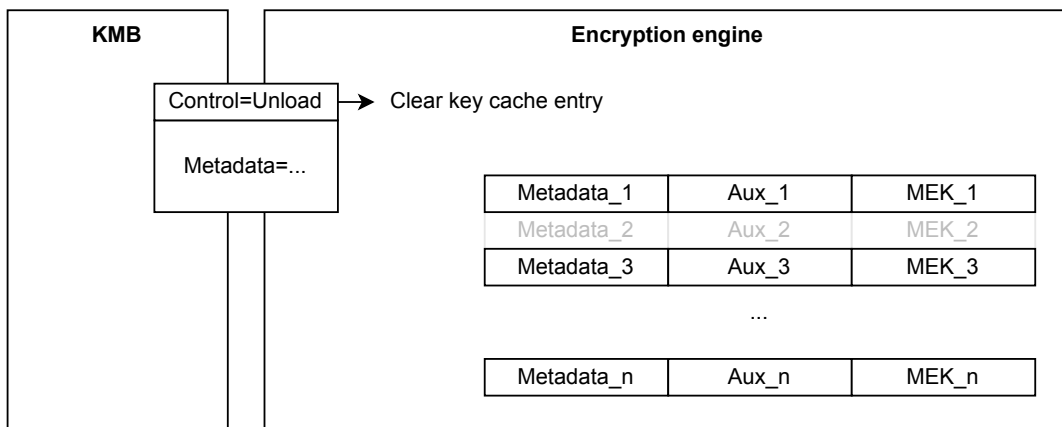 KMB
Encryption engine
Control=Unload
Clear key cache entry
Metadata=...
Metadata_1 Aux_1 MEK_1
Metadata_2 Aux_2 MEK_2
Metadata_3 Aux_3 MEK_3
...
Metadata_n Aux_n MEK_n